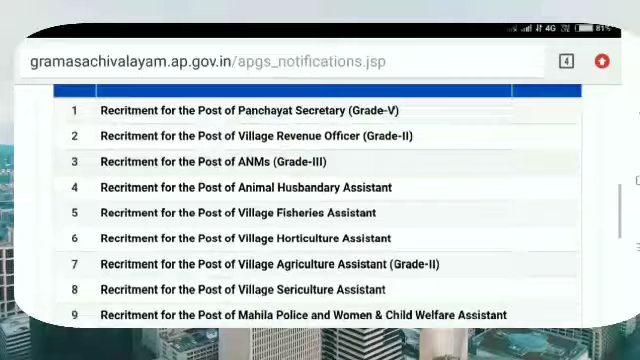 4G 81%
gramasachivalayam.ap.gov.in/apgs_notifications.jsp 4
1 Recritment for the Post of Panchayat Secretary (Grade-V)
2 Recritment for the Post of Village Revenue Officer (Grade-II)
3 Recritment for the Post of ANMs (Grade-III)
4 Recritment for the Post of Animal Husbandary Assistant
5 Recritment for the Post of Village Fisheries Assistant
6 Recritment for the Post of Village Horticulture Assistant
7 Recritment for the Post of Village Agriculture Assistant (Grade-II)
8 Recritment for the Post of Village Sericulture Assistant
9 Recritment for the Post of Mahila Police and Women & Child Welfare Assistant